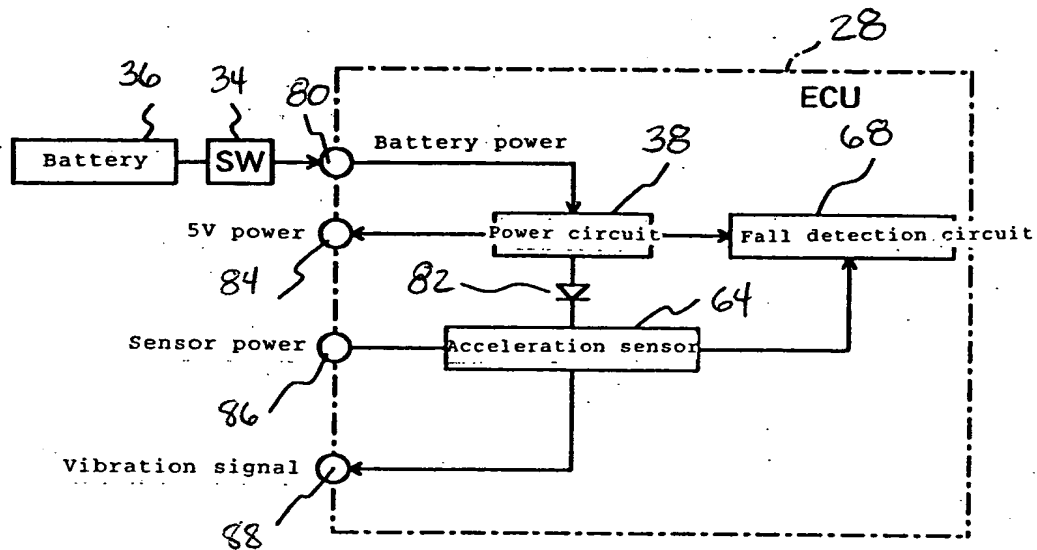 28
ECU
36
34
80
Battery
SW
Battery power
38
68
5V power
Power circuit
Fall detection circuit
84
82
64
Sensor power
Acceleration sensor
86
Vibration signal
88